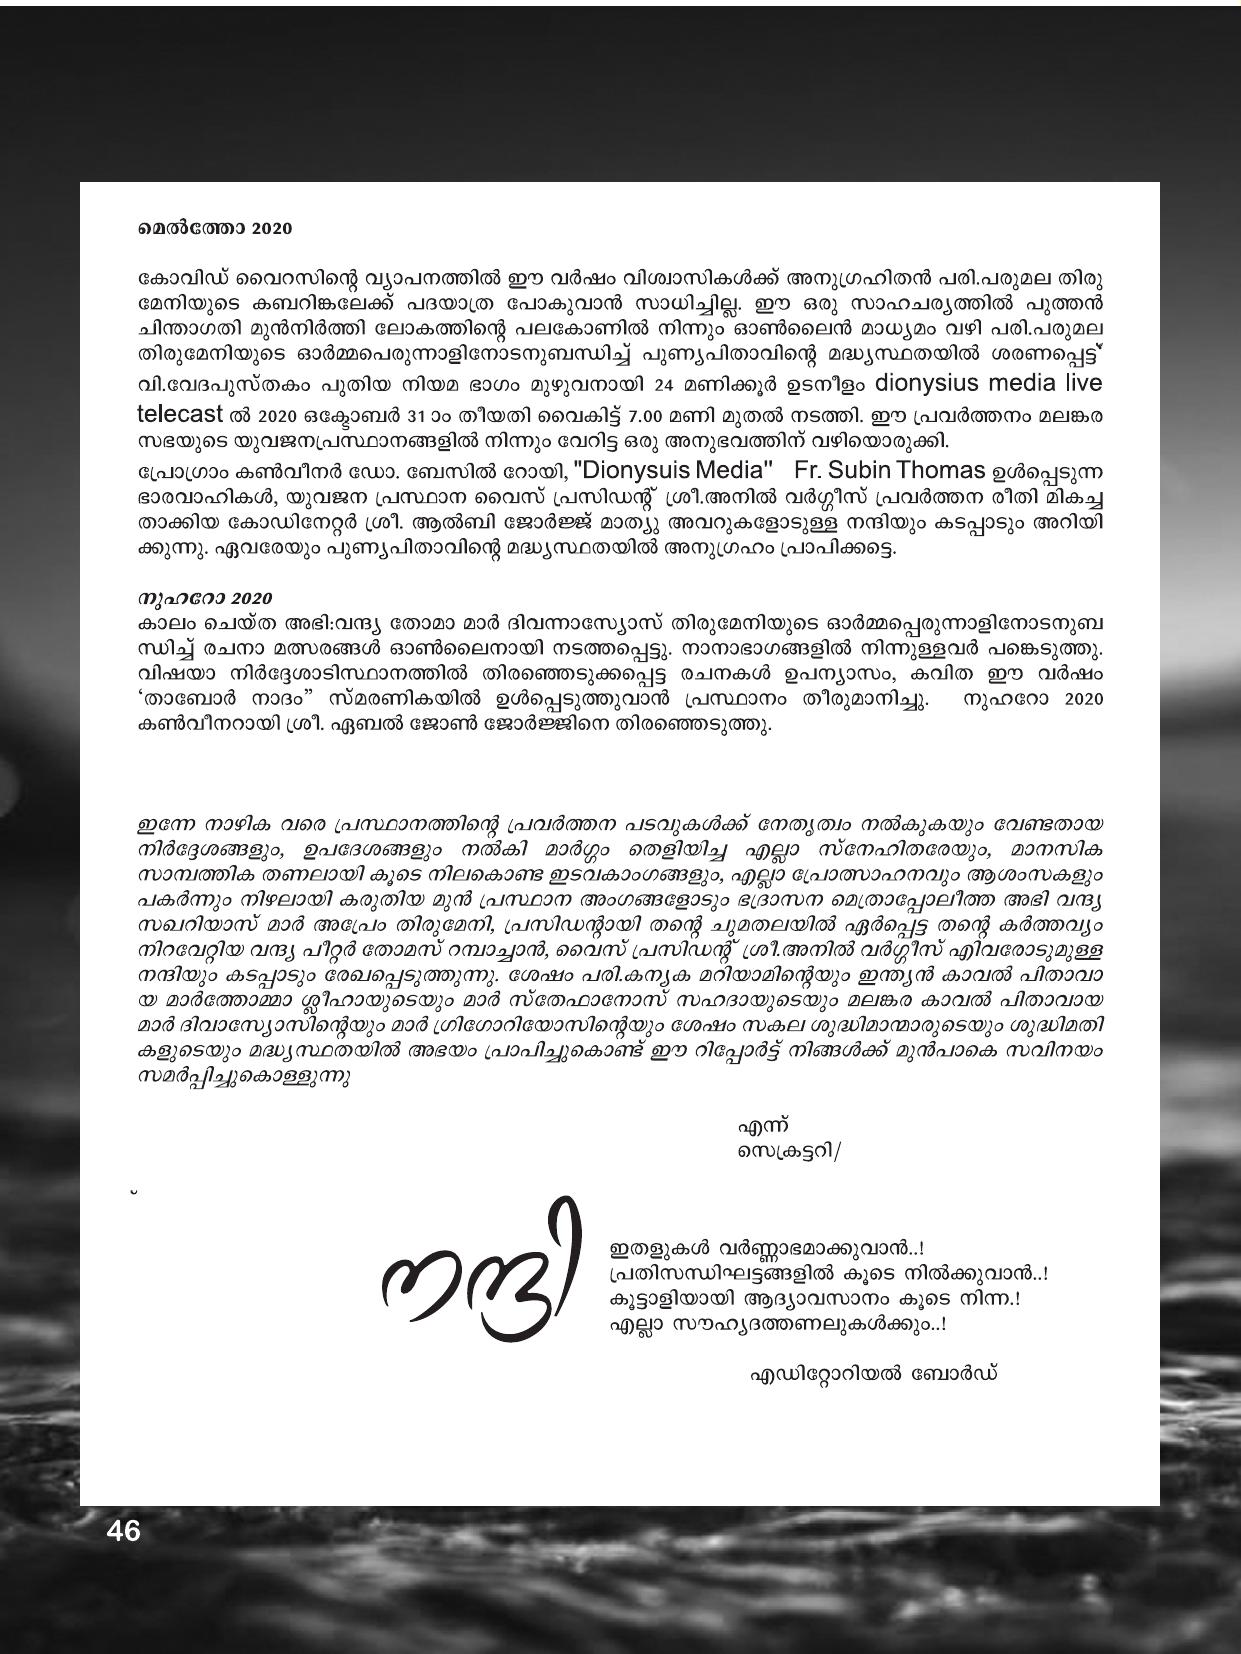 മെൽത്തോ 2020
കോവിഡ് വൈറസിന്റെ വ്യാപനത്തിൽ ഈ വർഷം വിശ്വാസികൾക്ക് അനുഗ്രഹിതൻ പരി.പരുമല തിരു
മേനിയുടെ കബറിങ്കലേക്ക് പദയാത്ര പോകുവാൻ സാധിച്ചില്ല. ഈ ഒരു സാഹചര്യത്തിൽ പുത്തൻ
ചിന്താഗതി മുൻനിർത്തി ലോകത്തിന്റെ പലകോണിൽ നിന്നും ഓൺലൈൻ മാധ്യമം വഴി പരി.പരുമല
തിരുമേനിയുടെ ഓർമ്മപെരുന്നാളിനോടനുബന്ധിച്ച് പുണ്യപിതാവിന്റെ മദ്ധ്യസ്ഥതയിൽ ശരണപ്പെട്ട്
വി.വേദപുസ്തകം പുതിയ നിയമ ഭാഗം മുഴുവനായി 24 മണിക്കൂർ ഉടനീളം dionysius media live
telecast ൽ 2020 ഒക്ടോബർ 31 ാം തീയതി വൈകിട്ട് 7.00 മണി മുതൽ നടത്തി. ഈ പ്രവർത്തനം മലങ്കര
സഭയുടെ യുവജനപ്രസ്ഥാനങ്ങളിൽ നിന്നും വേറിട്ട ഒരു അനുഭവത്തിന് വഴിയൊരുക്കി.
പ്രോഗ്രാം കൺവീനർ ഡോ. ബേസിൽ റോയി, "Dionysuis Media" Fr. Subin Thomas ഉൾപ്പെടുന്ന
ഭാരവാഹികൾ, യുവജന പ്രസ്ഥാന വൈസ് പ്രസിഡന്റ് ശ്രീ.അനിൽ വർഗ്ഗീസ് പ്രവർത്തന രീതി മികച്ച
താക്കിയ കോഡിനേറ്റർ ശ്രീ. ആൽബി ജോർജ്ജ് മാത്യു അവറുകളോടുള്ള നന്ദിയും കടപ്പാടും അറിയി
ക്കുന്നു. ഏവരേയും പുണ്യപിതാവിന്റെ മദ്ധ്യസ്ഥതയിൽ അനുഗ്രഹം പ്രാപിക്കട്ടെ.
നുഹറോ 2020
കാലം ചെയ്ത അഭി:വന്ദ്യ തോമാ മാർ ദിവന്നാസ്യോസ് തിരുമേനിയുടെ ഓർമ്മപ്പെരുന്നാളിനോടനുബ
ന്ധിച്ച് രചനാ മത്സരങ്ങൾ ഓൺലൈനായി നടത്തപ്പെട്ടു. നാനാഭാഗങ്ങളിൽ നിന്നുള്ളവർ പങ്കെടുത്തു.
വിഷയാ നിർദ്ദേശാടിസ്ഥാനത്തിൽ തിരഞ്ഞെടുക്കപ്പെട്ട രചനകൾ ഉപന്യാസം, കവിത ഈ വർഷം
‘താബോർ നാദം” സ്മരണികയിൽ ഉൾപ്പെടുത്തുവാൻ പ്രസ്ഥാനം തീരുമാനിച്ചു. നുഹറോ 2020
കൺവീനറായി ശ്രീ. ഏബൽ ജോൺ ജോർജ്ജിനെ തിരഞ്ഞെടുത്തു.
ഇന്നേ നാഴിക വരെ പ്രസ്ഥാനത്തിന്റെ പ്രവർത്തന പടവുകൾക്ക് നേതൃത്വം നൽകുകയും വേണ്ടതായ
നിർദ്ദേശങ്ങളും, ഉപദേശങ്ങളും നൽകി മാർഗ്ഗം തെളിയിച്ച എല്ലാ സ്നേഹിതരേയും, മാനസിക
സാമ്പത്തിക തണലായി കൂടെ നിലകൊണ്ട ഇടവകാംഗങ്ങളും, എല്ലാ പ്രോത്സാഹനവും ആശംസകളും
പകർന്നും നിഴലായി കരുതിയ മുൻ പ്രസ്ഥാന അംഗങ്ങളോടും ഭദ്രാസന മെത്രാപ്പോലീത്ത അഭി വന്ദ്യ
സഖറിയാസ് മാർ അപ്രേം തിരുമേനി, പ്രസിഡന്റായി തന്റെ ചുമതലയിൽ ഏർപ്പെട്ട തന്റെ കർത്തവ്യം
നിറവേറ്റിയ വന്ദ്യ പീറ്റർ തോമസ് റമ്പാച്ചാൻ, വൈസ് പ്രസിഡന്റ് ശ്രീ.അനിൽ വർഗ്ഗീസ് എിവരോടുമുള്ള
നന്ദിയും കടപ്പാടും രേഖപ്പെടുത്തുന്നു. ശേഷം പരി.കന്യക മറിയാമിന്റെയും ഇന്ത്യൻ കാവൽ പിതാവാ
യ മാർത്തോമ്മാ ശ്ലീഹായുടെയും മാർ സ്തേഫാനോസ് സഹദായുടെയും മലങ്കര കാവൽ പിതാവായ
മാർ ദിവാസ്യോസിന്റെയും മാർ ഗ്രിഗോറിയോസിന്റെയും ശേഷം സകല ശുദ്ധിമാന്മാരുടെയും ശുദ്ധിമതി
കളുടെയും മദ്ധ്യസ്ഥതയിൽ അഭയം പ്രാപിച്ചുകൊണ്ട് ഈ റിപ്പോർട്ട് നിങ്ങൾക്ക് മുൻപാകെ സവിനയം
സമർപ്പിച്ചുകൊള്ളുന്നു
എന്ന്
സെക്രട്ടറി/
നന്ദി
ഇതളുകൾ വർണ്ണാഭമാക്കുവാൻ..!
പ്രതിസന്ധിഘട്ടങ്ങളിൽ കൂടെ നിൽക്കുവാൻ..!
കൂട്ടാളിയായി ആദ്യാവസാനം കൂടെ നിന്ന.!
എല്ലാ സൗഹൃദത്തണലുകൾക്കും..!
എഡിറ്റോറിയൽ ബോർഡ്
46